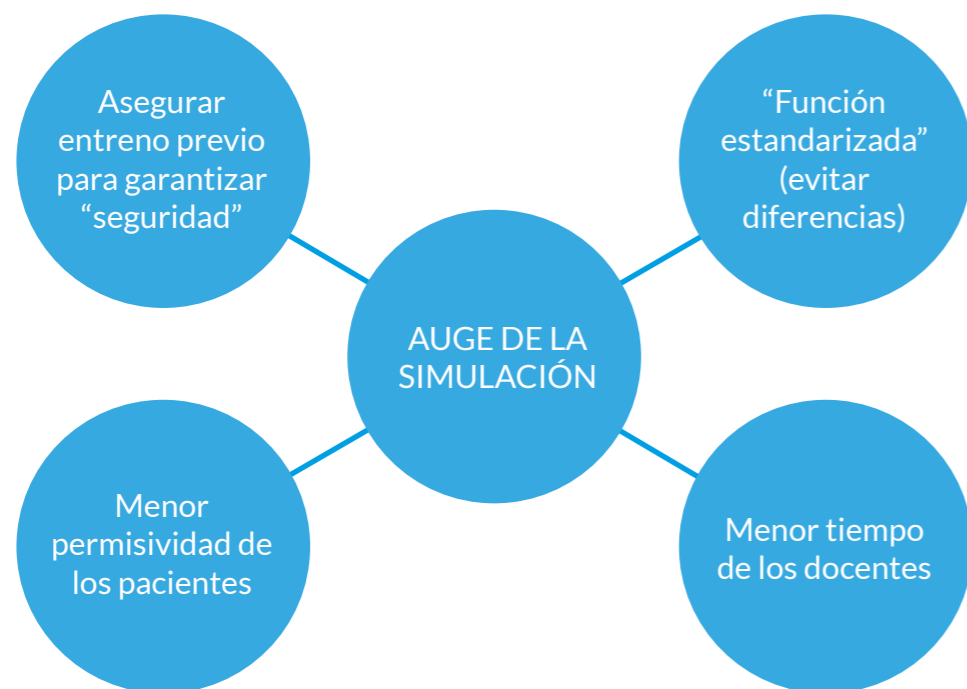 Asegurar
entreno previo
para garantizar
“seguridad”
“Función
estandarizada”
(evitar
diferencias)
AUGE DE LA
SIMULACIÓN
Menor
permisividad de
los pacientes
Menor tiempo
de los docentes